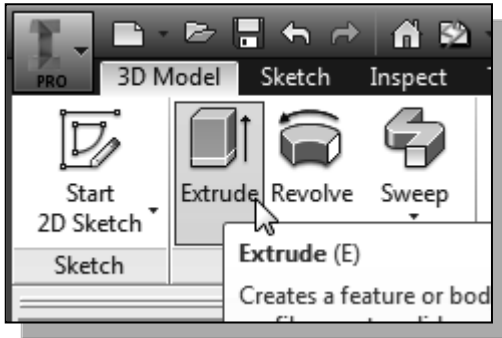 PRO 3D Model Sketch Inspect
Start
2D Sketch
Extrude Revolve Sweep
Sketch
Extrude (E)
Creates a feature or bod